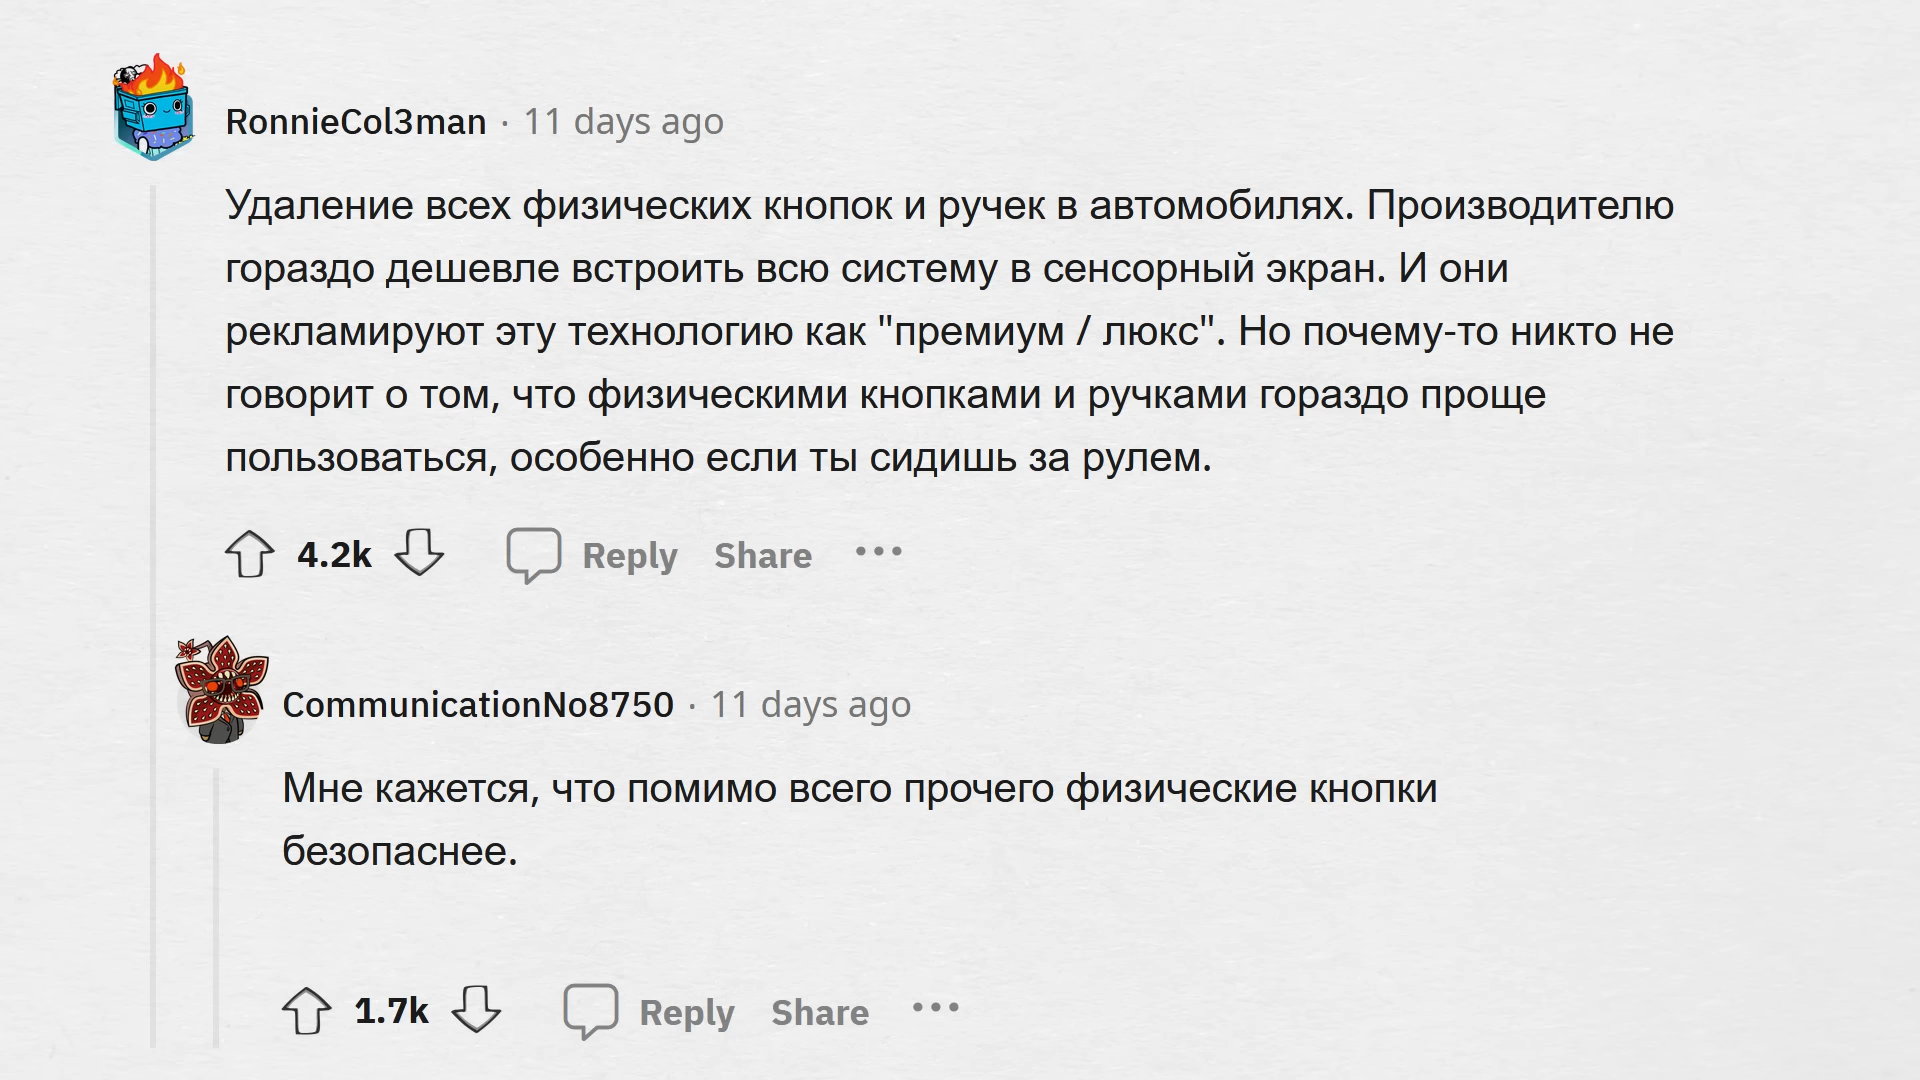 RonnieCol3man · 11 days ago
Удаление всех физических кнопок и ручек в автомобилях. Производителю
гораздо дешевле встроить всю систему в сенсорный экран. И они
рекламируют эту технологию как "премиум / люкс". Но почему-то никто не
говорит о том, что физическими кнопками и ручками гораздо проще
пользоваться, особенно если ты сидишь за рулем.
4.2k Reply Share
CommunicationNo8750 · 11 days ago
Мне кажется, что помимо всего прочего физические кнопки
безопаснее.
1.7k Reply Share